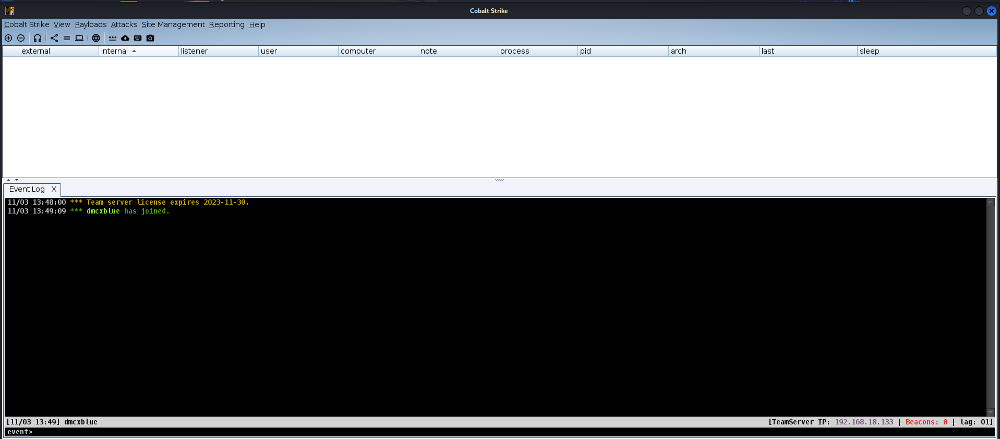 Cobalt Strike
Cobalt Strike View Payloads Attacks Site Management Reporting Help
external internal listener user computer note process pid arch last sleep
Event Log X
11/03 13:48:00 *** Team server license expires 2023-11-30.
11/03 13:49:09 *** dmcxblue has joined.
[11/03 13:49] dmcxblue [TeamServer IP: 192.168.18.133 | Beacons: 0 | lag: 01]
event>